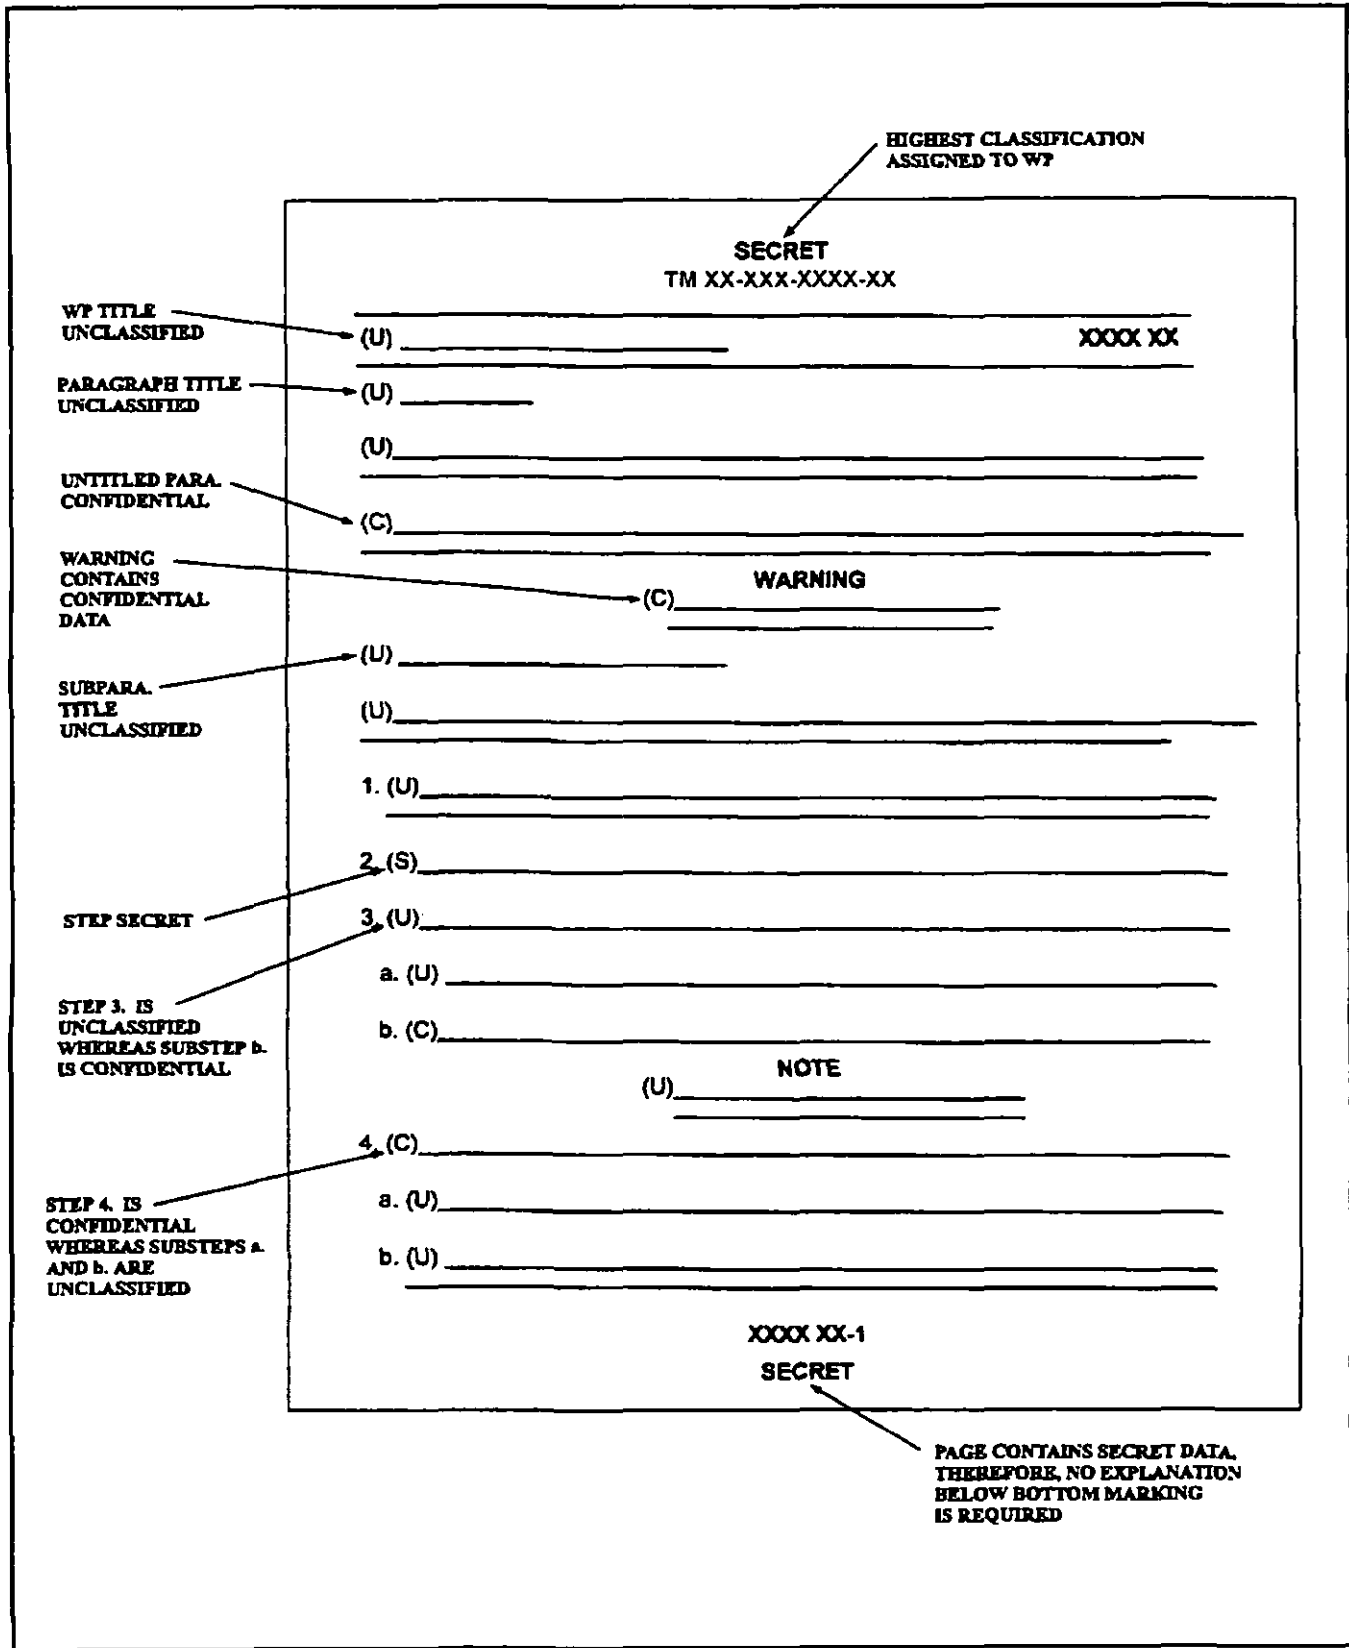 HIGHEST CLASSIFICATION
ASSIGNED TO WP
SECRET
TM XX-XXX-XXXX-XX
WP TITLE
UNCLASSIFIED
(U)
XXXX XX
PARAGRAPH TITLE
UNCLASSIFIED
(U)
(U)
UNTITLED PARA.
CONFIDENTIAL
(C)
WARNING
CONTAINS
CONFIDENTIAL
DATA
WARNING
(C)
SUBPARA.
TITLE
UNCLASSIFIED
(U)
(U)
1. (U)
2. (S)
STEP SECRET
3. (U)
a. (U)
STEP 3. IS
UNCLASSIFIED
WHEREAS SUBSTEP b.
IS CONFIDENTIAL
b. (C)
NOTE
(U)
4. (C)
STEP 4. IS
CONFIDENTIAL
WHEREAS SUBSTEPS a.
AND b. ARE
UNCLASSIFIED
a. (U)
b. (U)
XXXX XX-1
SECRET
PAGE CONTAINS SECRET DATA,
THEREFORE, NO EXPLANATION
BELOW BOTTOM MARKING
IS REQUIRED